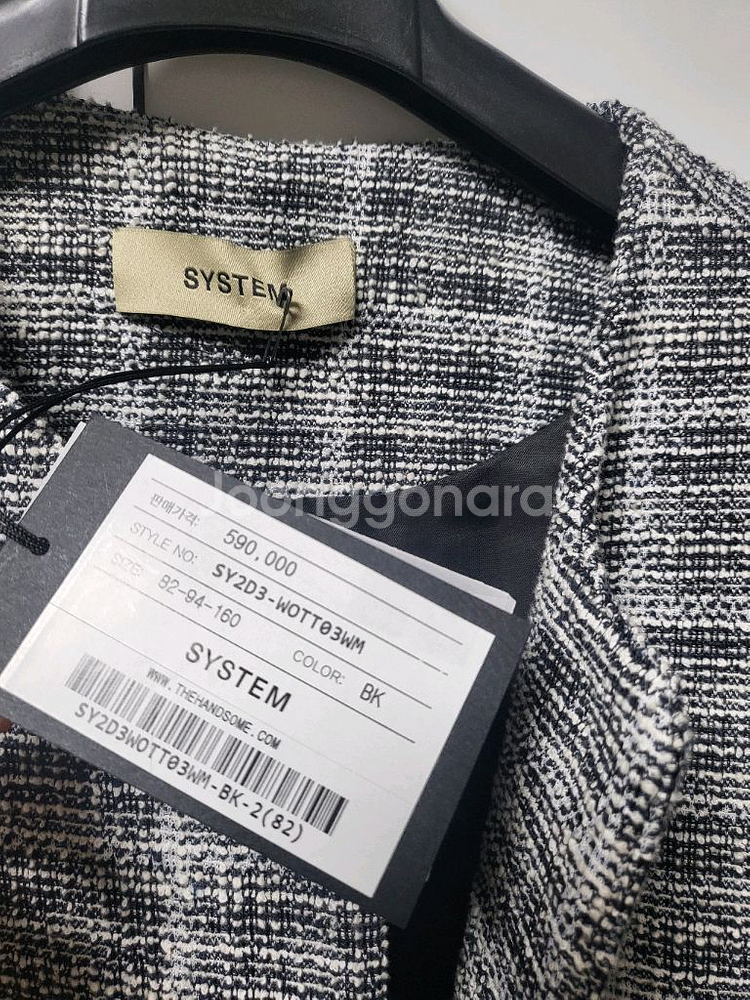 SYSTEM
Joonggonara
판매가격: 590,000
STYLE NO: SY2D3-WOTT03WM
SIZE: 82-94-160 COLOR: BK
SYSTEM
WWW.THEHANDSOME.COM
SY2D3WOTT03WM-BK-2(82)